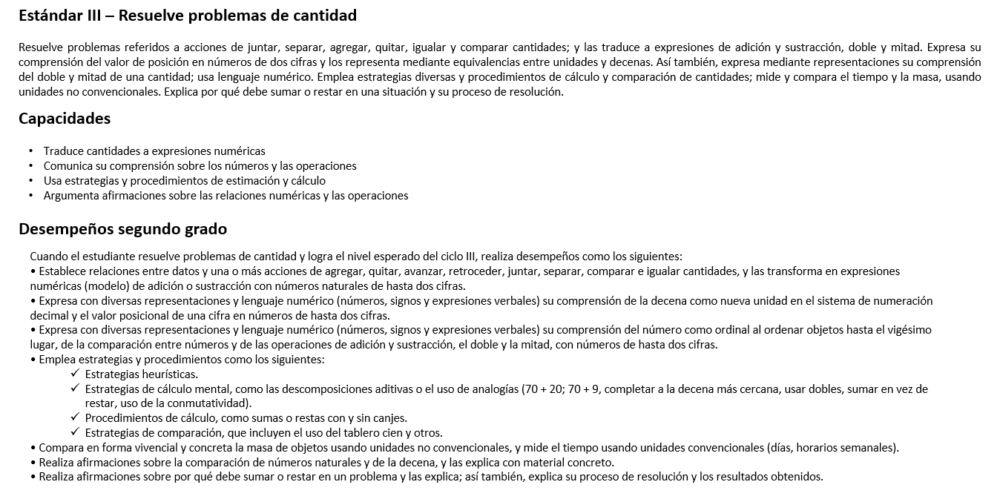 Estándar III – Resuelve problemas de cantidad
Resuelve problemas referidos a acciones de juntar, separar, agregar, quitar, igualar y comparar cantidades; y las traduce a expresiones de adición y sustracción, doble y mitad. Expresa su
comprensión del valor de posición en números de dos cifras y los representa mediante equivalencias entre unidades y decenas. Así también, expresa mediante representaciones su comprensión
del doble y mitad de una cantidad; usa lenguaje numérico. Emplea estrategias diversas y procedimientos de cálculo y comparación de cantidades; mide y compara el tiempo y la masa, usando
unidades no convencionales. Explica por qué debe sumar o restar en una situación y su proceso de resolución.
Capacidades
• Traduce cantidades a expresiones numéricas
• Comunica su comprensión sobre los números y las operaciones
• Usa estrategias y procedimientos de estimación y cálculo
• Argumenta afirmaciones sobre las relaciones numéricas y las operaciones
Desempeños segundo grado
Cuando el estudiante resuelve problemas de cantidad y logra el nivel esperado del ciclo III, realiza desempeños como los siguientes:
• Establece relaciones entre datos y una o más acciones de agregar, quitar, avanzar, retroceder, juntar, separar, comparar e igualar cantidades, y las transforma en expresiones
numéricas (modelo) de adición o sustracción con números naturales de hasta dos cifras.
• Expresa con diversas representaciones y lenguaje numérico (números, signos y expresiones verbales) su comprensión de la decena como nueva unidad en el sistema de numeración
decimal y el valor posicional de una cifra en números de hasta dos cifras.
• Expresa con diversas representaciones y lenguaje numérico (números, signos y expresiones verbales) su comprensión del número como ordinal al ordenar objetos hasta el vigésimo
lugar, de la comparación entre números y de las operaciones de adición y sustracción, el doble y la mitad, con números de hasta dos cifras.
• Emplea estrategias y procedimientos como los siguientes:
✓ Estrategias heurísticas.
✓ Estrategias de cálculo mental, como las descomposiciones aditivas o el uso de analogías (70 + 20; 70 + 9, completar a la decena más cercana, usar dobles, sumar en vez de
restar, uso de la conmutatividad).
✓ Procedimientos de cálculo, como sumas o restas con y sin canjes.
✓ Estrategias de comparación, que incluyen el uso del tablero cien y otros.
• Compara en forma vivencial y concreta la masa de objetos usando unidades no convencionales, y mide el tiempo usando unidades convencionales (días, horarios semanales).
• Realiza afirmaciones sobre la comparación de números naturales y de la decena, y las explica con material concreto.
• Realiza afirmaciones sobre por qué debe sumar o restar en un problema y las explica; así también, explica su proceso de resolución y los resultados obtenidos.